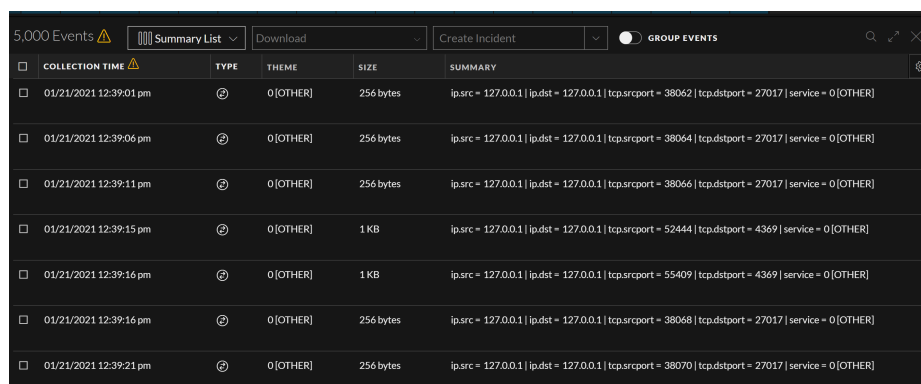 5,000 Events Summary List Download Create Incident GROUP EVENTS
COLLECTION TIME TYPE THEME SIZE SUMMARY
01/21/2021 12:39:01 pm 0 [OTHER] 256 bytes ip.src = 127.0.0.1 | ip.dst = 127.0.0.1 | tcp.srcport = 38062 | tcp.dstport = 27017 | service = 0 [OTHER]
01/21/2021 12:39:06 pm 0 [OTHER] 256 bytes ip.src = 127.0.0.1 | ip.dst = 127.0.0.1 | tcp.srcport = 38064 | tcp.dstport = 27017 | service = 0 [OTHER]
01/21/2021 12:39:11 pm 0 [OTHER] 256 bytes ip.src = 127.0.0.1 | ip.dst = 127.0.0.1 | tcp.srcport = 38066 | tcp.dstport = 27017 | service = 0 [OTHER]
01/21/2021 12:39:15 pm 0 [OTHER] 1 KB ip.src = 127.0.0.1 | ip.dst = 127.0.0.1 | tcp.srcport = 52444 | tcp.dstport = 4369 | service = 0 [OTHER]
01/21/2021 12:39:16 pm 0 [OTHER] 1 KB ip.src = 127.0.0.1 | ip.dst = 127.0.0.1 | tcp.srcport = 55409 | tcp.dstport = 4369 | service = 0 [OTHER]
01/21/2021 12:39:16 pm 0 [OTHER] 256 bytes ip.src = 127.0.0.1 | ip.dst = 127.0.0.1 | tcp.srcport = 38068 | tcp.dstport = 27017 | service = 0 [OTHER]
01/21/2021 12:39:21 pm 0 [OTHER] 256 bytes ip.src = 127.0.0.1 | ip.dst = 127.0.0.1 | tcp.srcport = 38070 | tcp.dstport = 27017 | service = 0 [OTHER]